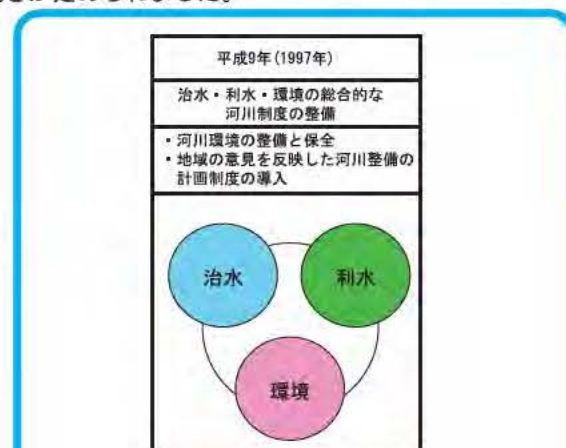 平成9年(1997年)
治水・利水・環境の総合的な
河川制度の整備
・河川環境の整備と保全
・地域の意見を反映した河川整備の
計画制度の導入
治水
利水
環境